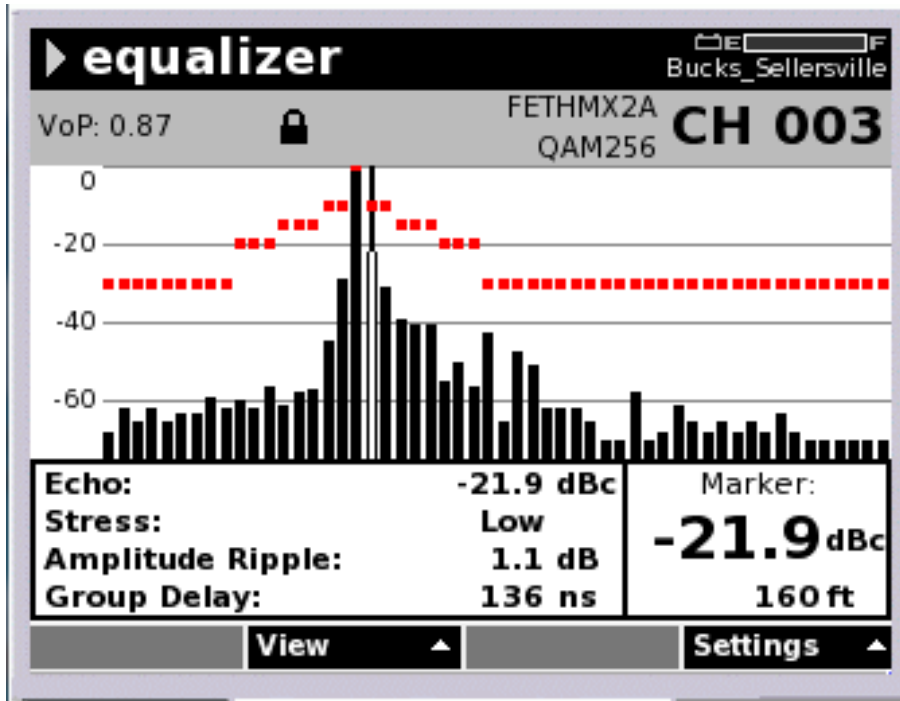 equalizer
E F
Bucks_Sellersville
VoP: 0.87
FETHMX2A
QAM256
CH 003
0
-20
-40
-60
Echo: -21.9 dBc
Stress: Low
Amplitude Ripple: 1.1 dB
Group Delay: 136 ns
Marker:
-21.9 dBc
160 ft
View
Settings